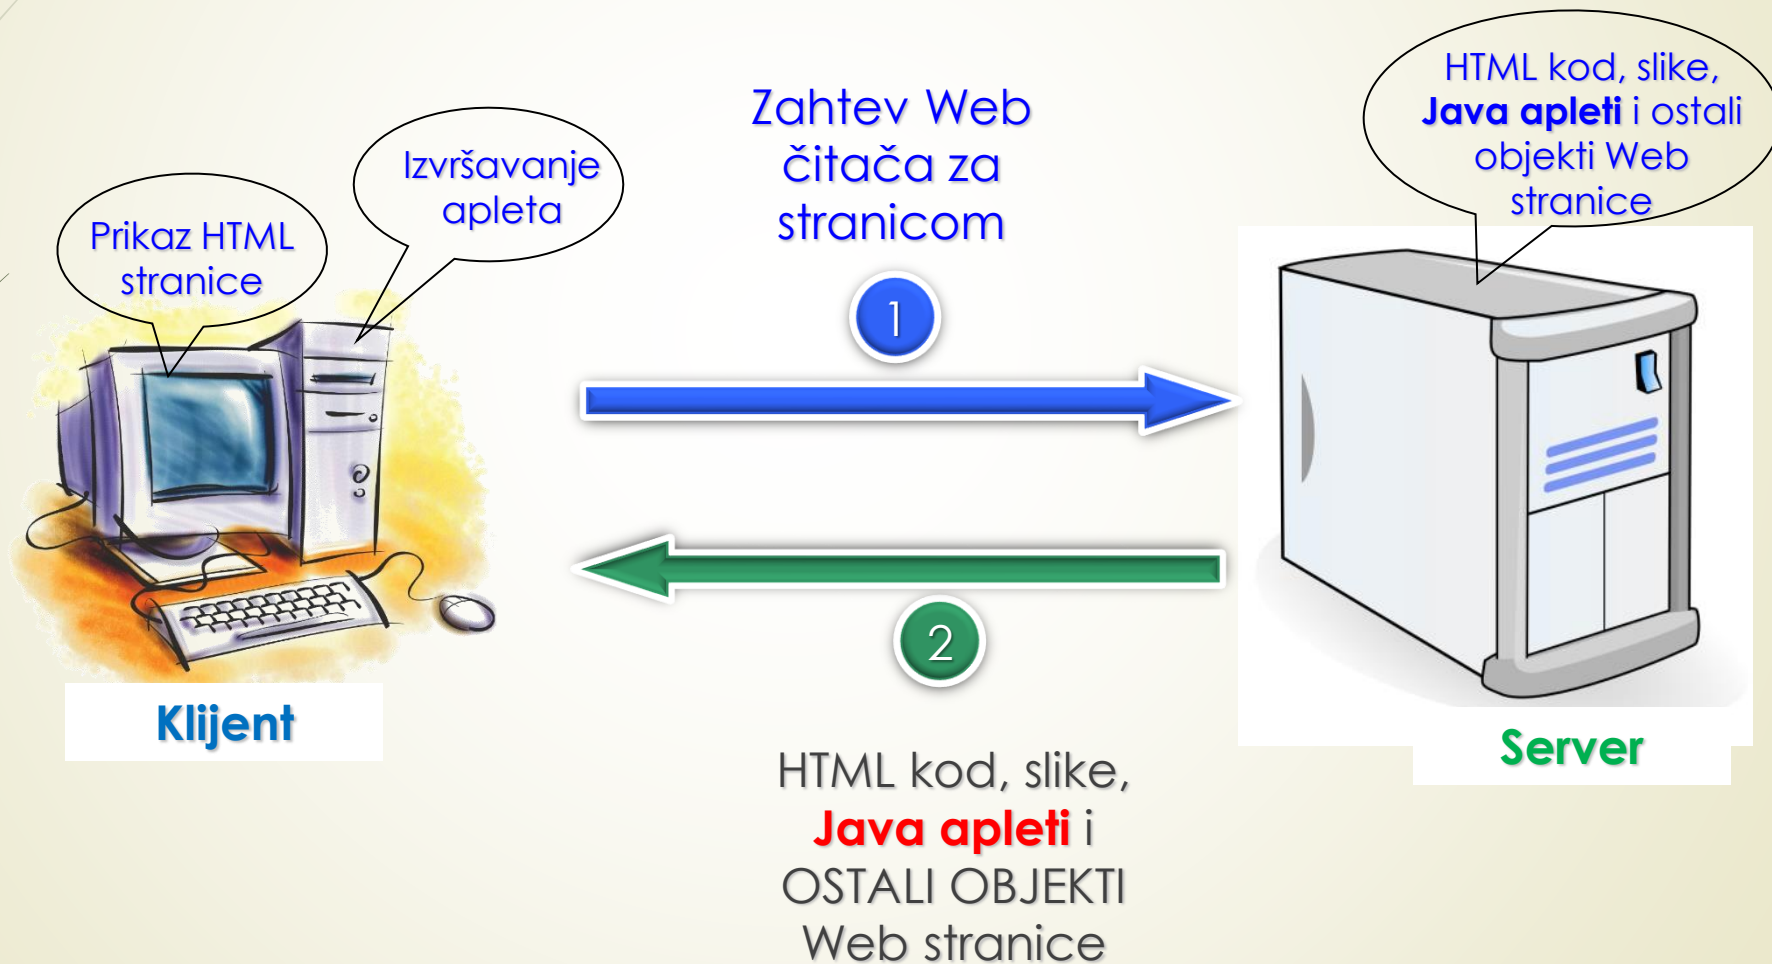 Prikaz HTML
stranice
Izvršavanje
apleta
Zahtev Web
čitača za
stranicom
1
HTML kod, slike,
Java apleti i ostali
objekti Web
stranice
2
Klijent
Server
HTML kod, slike,
Java apleti i
OSTALI OBJEKTI
Web stranice